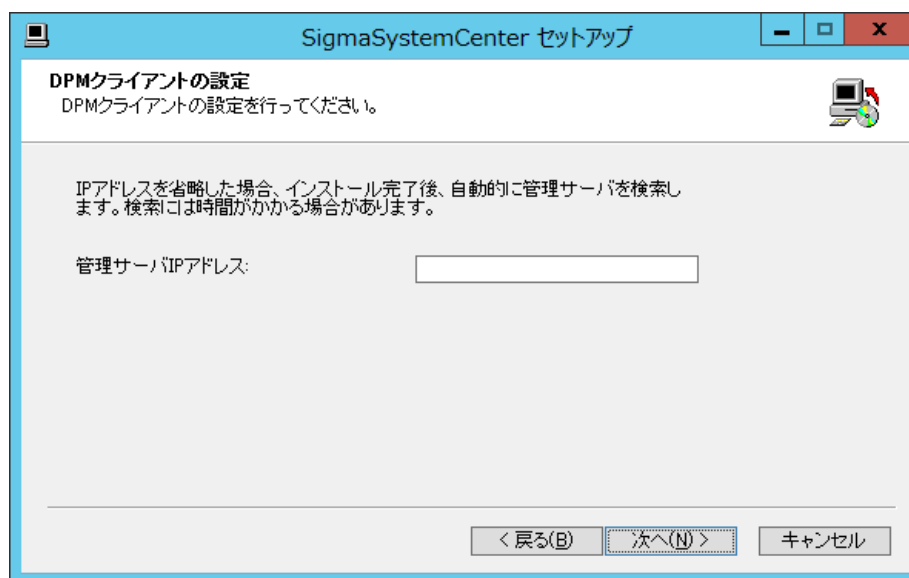 SigmaSystemCenter セットアップ
DPMクライアントの設定
DPMクライアントの設定を行ってください。
IPアドレスを省略した場合、インストール完了後、自動的に管理サーバを検索し
ます。検索には時間がかかる場合があります。
管理サーバIPアドレス:
< 戻る(B)
次へ(N) >
キャンセル